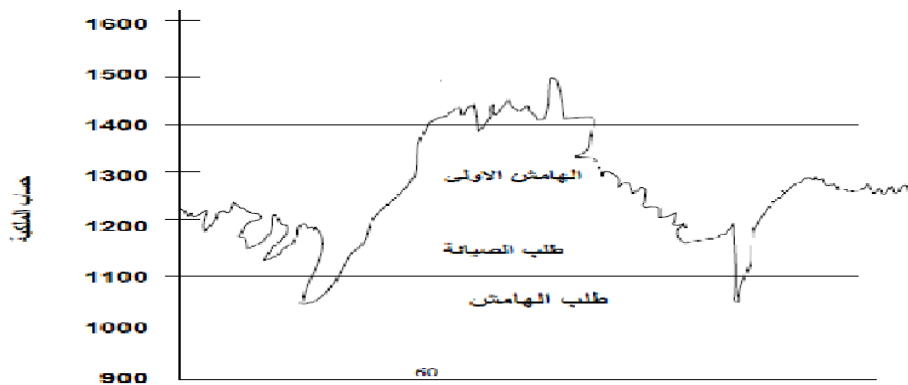 1600
1500
1400
1300
1200
1100
1000
900
حساب الملكية
الهامش الاولى
طلب الصيانة
طلب الهامش
60